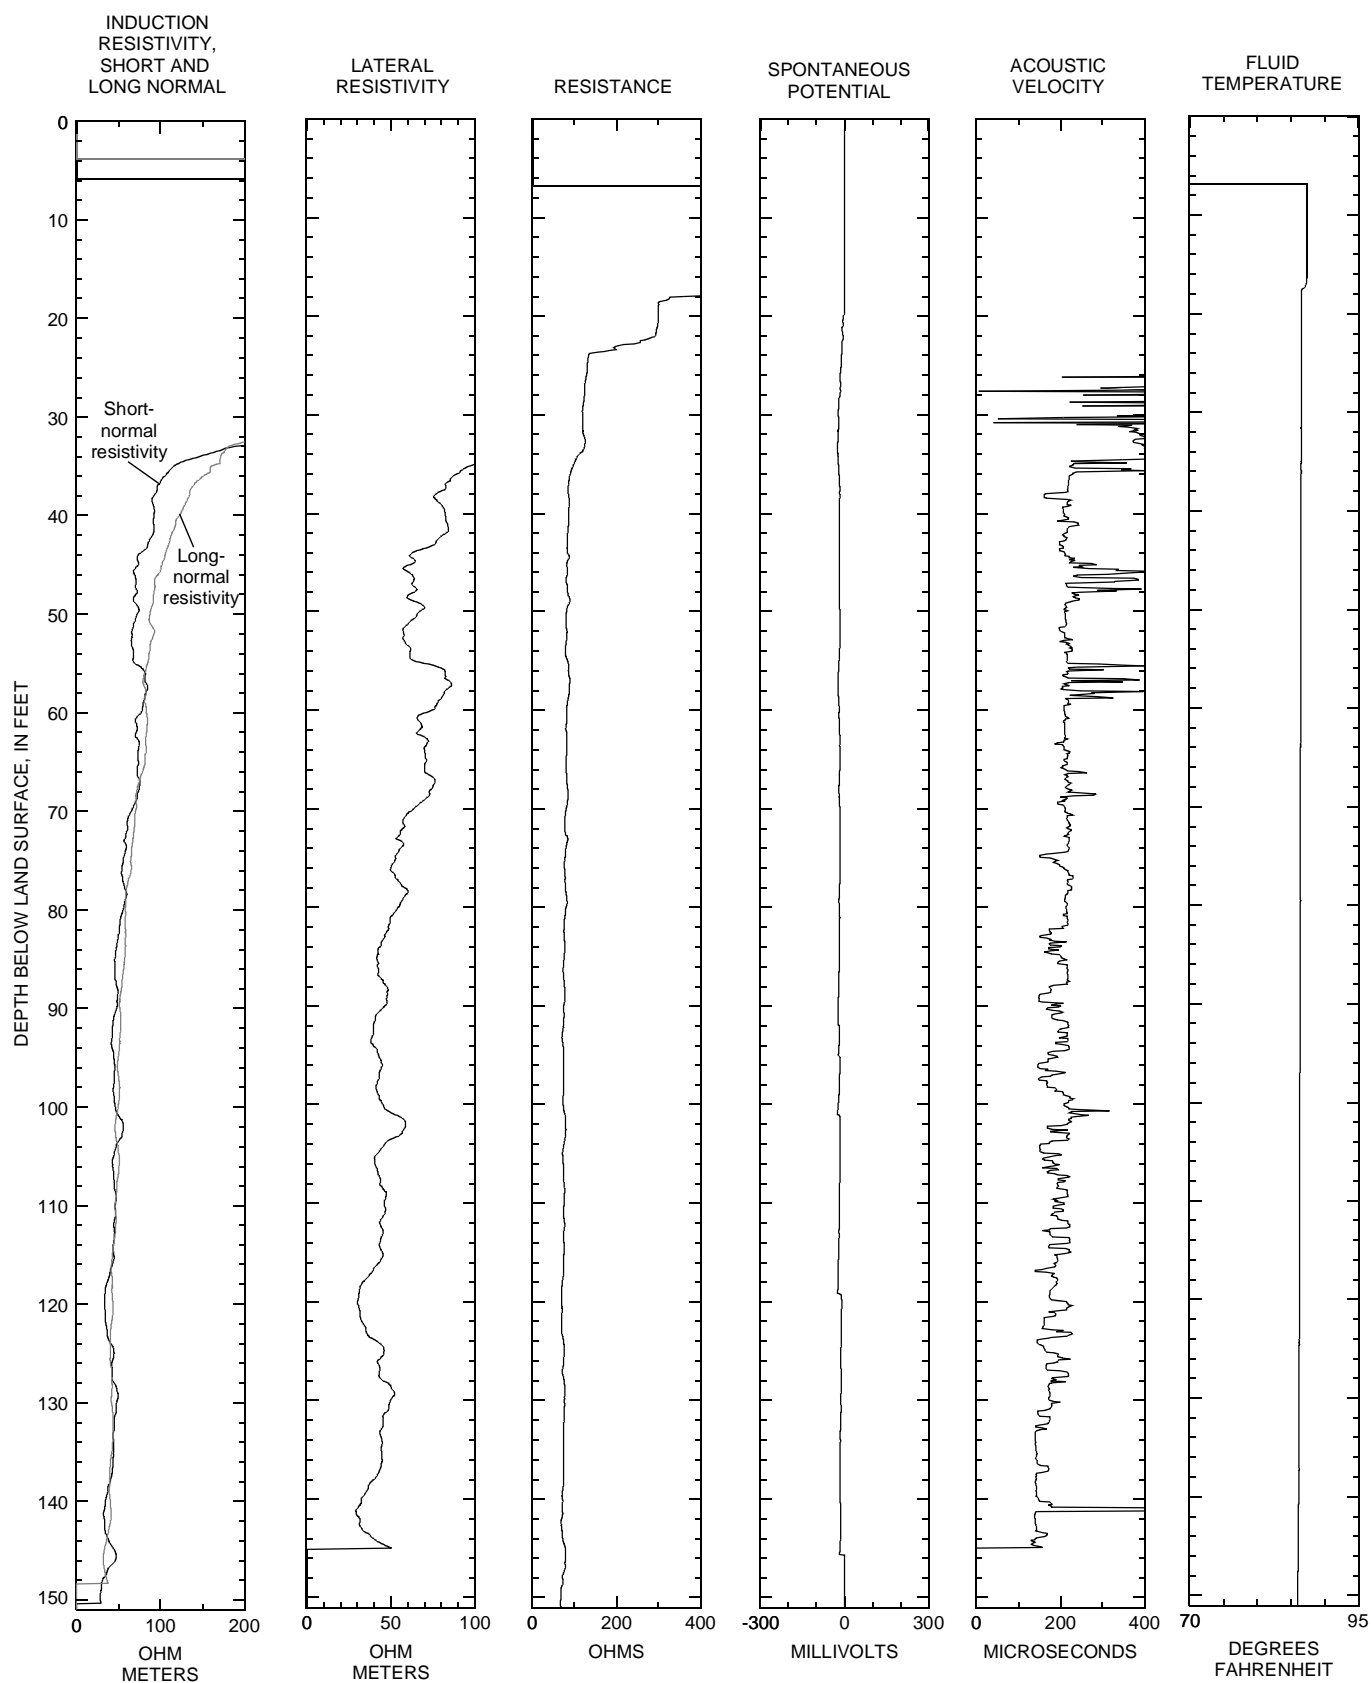 INDUCTION
RESISTIVITY,
SHORT AND
LONG NORMAL
LATERAL
RESISTIVITY
RESISTANCE
SPONTANEOUS
POTENTIAL
ACOUSTIC
VELOCITY
FLUID
TEMPERATURE
DEPTH BELOW LAND SURFACE, IN FEET
0
10
20
30
40
50
60
70
80
90
100
110
120
130
140
150
Short-
normal
resistivity
Long-
normal
resistivity
0 100 200
OHM
METERS
0 50 100
OHM
METERS
0 200 400
OHMS
-300 0 300
MILLIVOLTS
0 200 400
MICROSECONDS
70 95
DEGREES
FAHRENHEIT